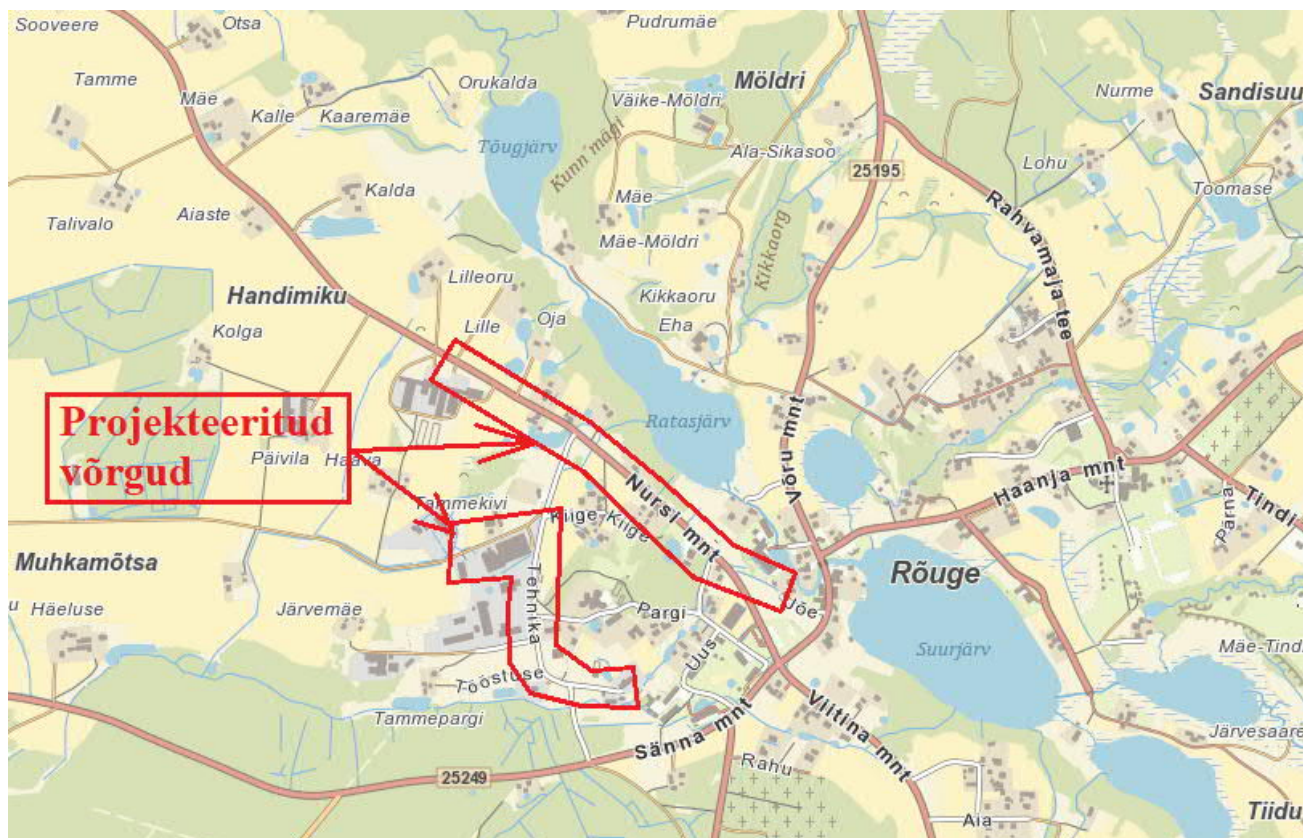 Sooveere
Otsa
Pudrumäe
Tamme
Mäe
Kalle
Kaaremäe
Orukalda
Väike-Möldri
Möldri
Nurme
Sandisuu
Tõugjärv
Kunn'mägi
Ala-Sikasoo
25195
Lohu
Toomase
Talivalo
Aiaste
Kalda
Mäe
Mäe-Möldri
Kikkaorg
Rahvamaja tee
Handimiku
Lilleoru
Kolga
Lille
Oja
Kikkaoru
Eha
Projekteeritud
võrgud
Päivila
Haava
Ratasjärv
Võru mnt
Haanja mnt
Pärna
Tindi
Tammekivi
Kiige
Kiige
Nursi mnt
Muhkamõtsa
Rõuge
Häeluse
Järvemäe
Tehnika
Pargi
Jõe
Suurjärv
Mäe-Tindi
Tööstuse
Uus
Tammepargi
Viitina mnt
Sänna mnt
Järvesaare
25249
Rahu
Aia
Tiidu